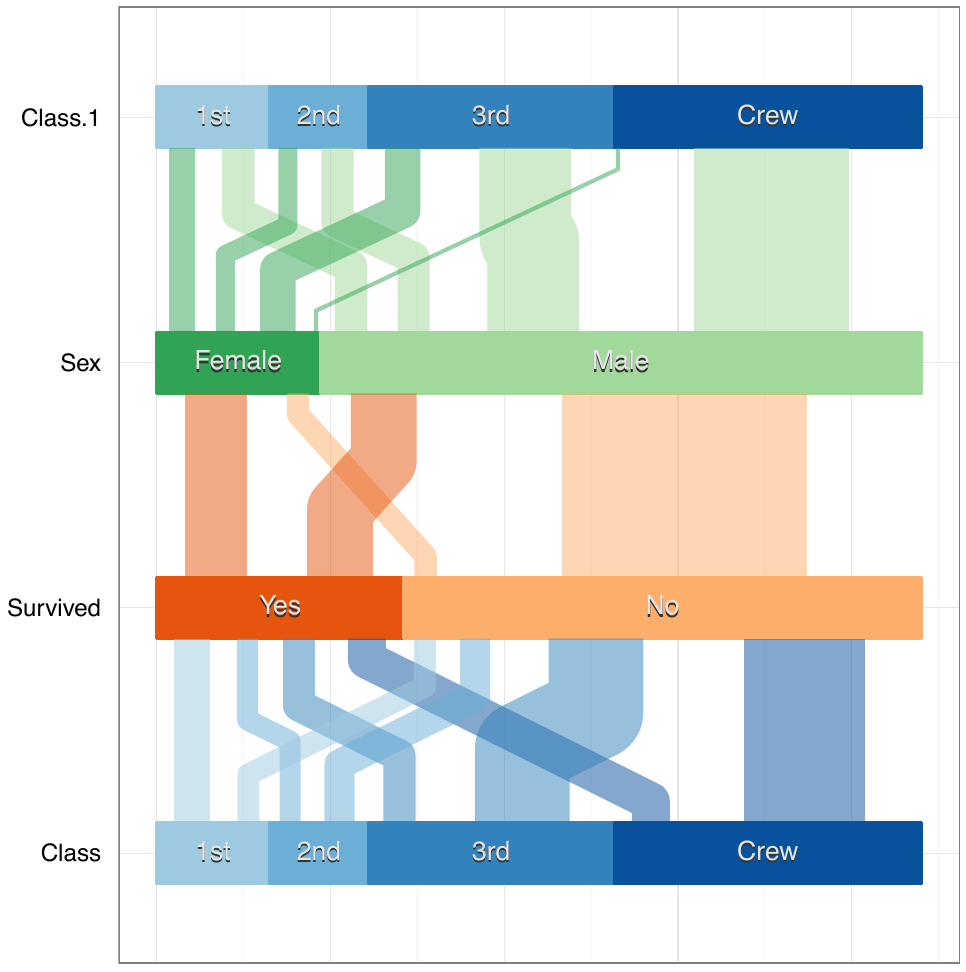 Class.1
1st 2nd 3rd Crew
Sex
Female Male
Survived
Yes No
Class
1st 2nd 3rd Crew